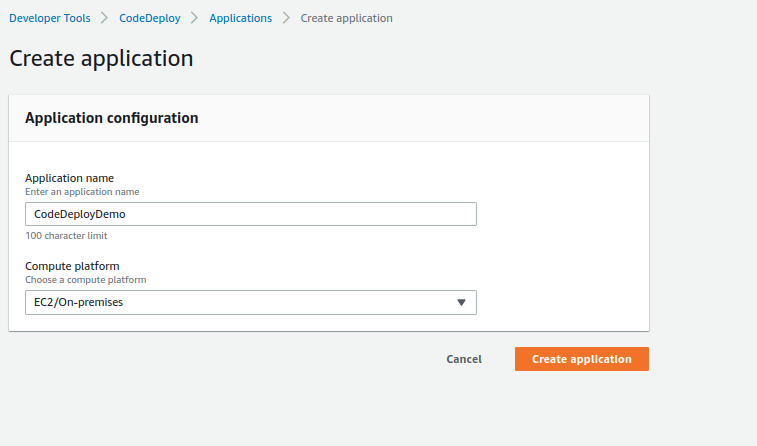 Developer Tools > CodeDeploy > Applications > Create application
Create application
Application configuration
Application name
Enter an application name
CodeDeployDemo
100 character limit
Compute platform
Choose a compute platform
EC2/On-premises
Cancel Create application